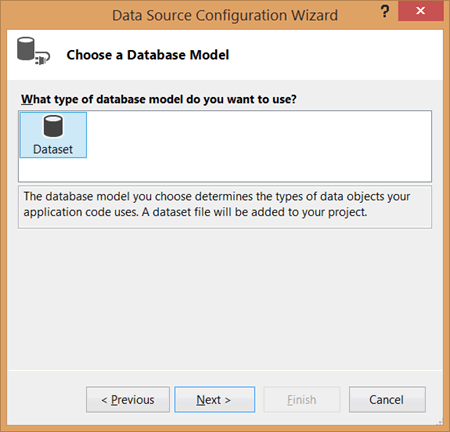 Data Source Configuration Wizard
?
x
Choose a Database Model
What type of database model do you want to use?
Dataset
The database model you choose determines the types of data objects your
application code uses. A dataset file will be added to your project.
< Previous
Next >
Finish
Cancel